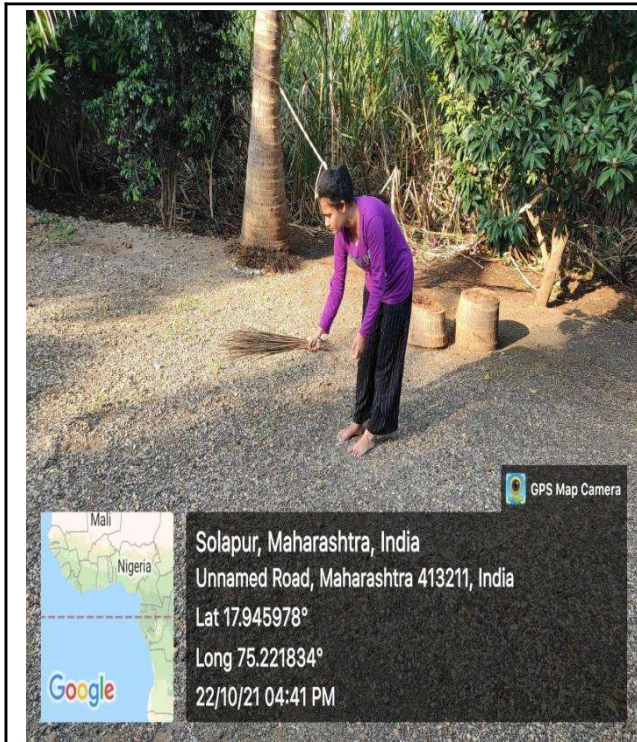 GPS Map Camera
Mali
Nigeria
Google
Solapur, Maharashtra, India
Unnamed Road, Maharashtra 413211, India
Lat 17.945978°
Long 75.221834°
22/10/21 04:41 PM